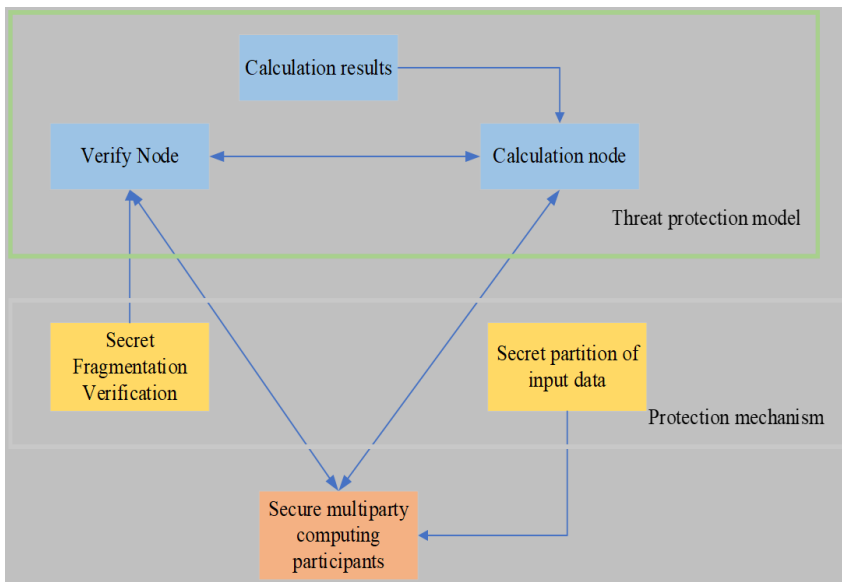 Calculation results
Verify Node
Calculation node
Threat protection model
Secret
Fragmentation
Verification
Secret partition of
input data
Protection mechanism
Secure multiparty
computing
participants